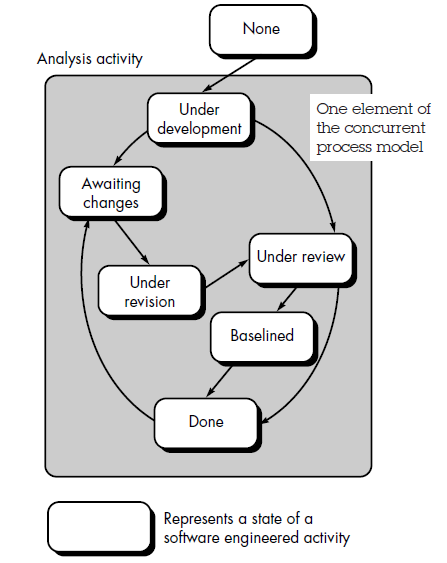 None
Analysis activity
Under
development
One element of
the concurrent
process model
Awaiting
changes
Under review
Under
revision
Baselined
Done
Represents a state of a
software engineered activity